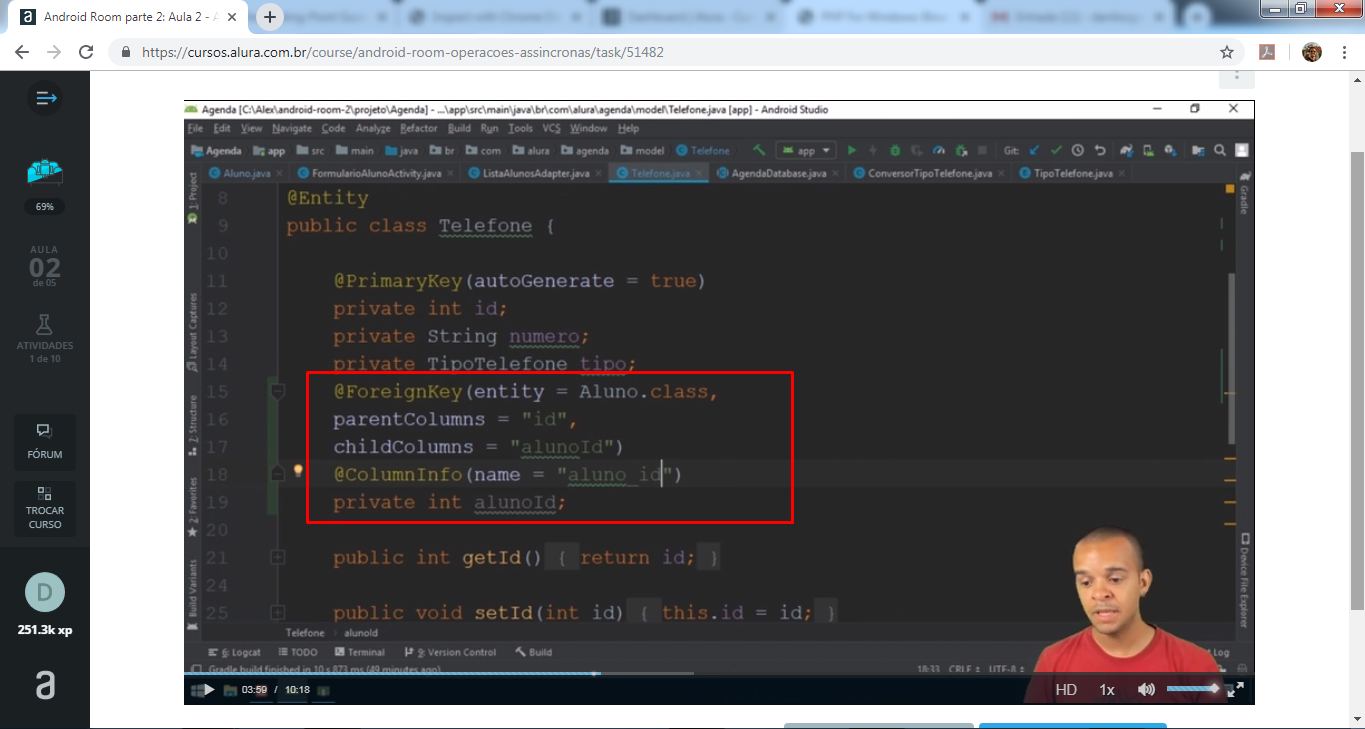 Android Room parte 2: Aula 2 - A
https://cursos.alura.com.br/course/android-room-operacoes-assincronas/task/51482
69%
AULA
02
de 05
ATIVIDADES
1 de 10
FÓRUM
TROCAR
CURSO
D
251.3k xp
a
Agenda [C:\Alex\android-room-2\projeto\Agenda] - ...\app\src\main\java\br\com\alura\agenda\model\Telefone.java [app] - Android Studio
File Edit View Navigate Code Analyze Refactor Build Run Tools VCS Window Help
Agenda app src main java br com alura agenda model Telefone app Git:
Aluno.java FormularioAlunoActivity.java ListaAlunosAdapter.java Telefone.java AgendaDatabase.java ConversorTipoTelefone.java TipoTelefone.java
1: Project
Layout Captures
7: Structure
2: Favorites
Build Variants
Gradle
Device File Explorer
8 @Entity
9 public class Telefone {
10
11 @PrimaryKey(autoGenerate = true)
12 private int id;
13 private String numero;
14 private TipoTelefone tipo;
15 @ForeignKey(entity = Aluno.class,
16 parentColumns = "id",
17 childColumns = "alunoId")
18 @ColumnInfo(name = "aluno_id")
19 private int alunoId;
20
21 public int getId() { return id; }
24
25 public void setId(int id) { this.id = id; }
Telefone alunoId
6: Logcat TODO Terminal 9: Version Control Build Log
Gradle build finished in 10 s 873 ms (49 minutes ago) 18:33 CRLF UTF-8
03:59 / 10:18 HD 1x